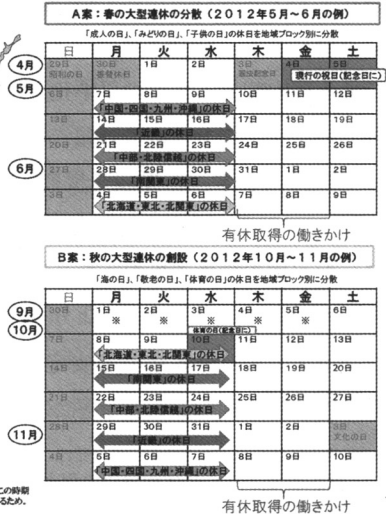 A案：春の大型連休の分散（２０１２年５月～６月の例）
「成人の日」、「みどりの日」、「子供の日」の休日を地域ブロック別に分散
日 月 火 水 木 金 土
4月 29日 30日 1日 2日 3日 4日 5日
昭和の日 振替休日 憲法記念日 現行の祝日（記念日に）
5月
6日 7日 8日 9日 10日 11日 12日
「中国・四国・九州・沖縄」の休日
13日 14日 15日 16日 17日 18日 19日
「近畿」の休日
20日 21日 22日 23日 24日 25日 26日
「中部・北陸信越」の休日
6月 27日 28日 29日 30日 31日 1日 2日
「南関東」の休日
3日 4日 5日 6日 7日 8日 9日
「北海道・東北・北関東」の休日
有休取得の働きかけ
B案：秋の大型連休の創設（２０１２年１０月～１１月の例）
「海の日」、「敬老の日」、「体育の日」の休日を地域ブロック別に分散
日 月 火 水 木 金 土
9月 30日 1日 2日 3日 4日 5日 6日
※ ※ ※ ※ ※
10月 体育の日（記念日に）
7日 8日 9日 10日 11日 12日 13日
「北海道・東北・北関東」の休日
14日 15日 16日 17日 18日 19日 20日
「南関東」の休日
21日 22日 23日 24日 25日 26日 27日
「中部・北陸信越」の休日
11月 28日 29日 30日 31日 1日 2日 3日
「近畿」の休日 文化の日
4日 5日 6日 7日 8日 9日 10日
「中国・四国・九州・沖縄」の休日
この時期
るため。
有休取得の働きかけ